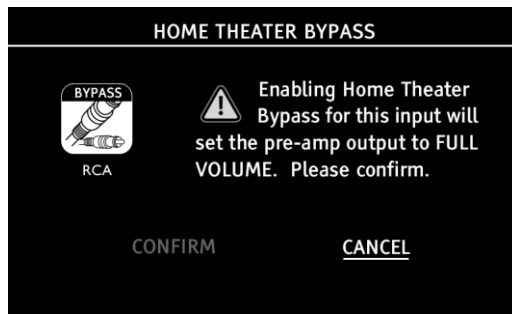 HOME THEATER BYPASS
BYPASS
RCA
Enabling Home Theater
Bypass for this input will
set the pre-amp output to FULL
VOLUME. Please confirm.
CONFIRM
CANCEL